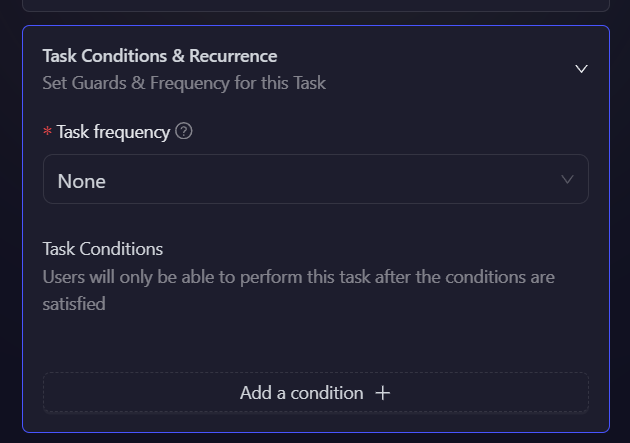 Task Conditions & Recurrence
Set Guards & Frequency for this Task
* Task frequency ?
None
Task Conditions
Users will only be able to perform this task after the conditions are
satisfied
Add a condition +